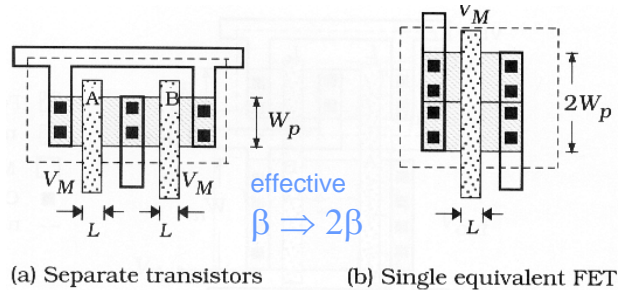 A B
W_p
V_M V_M
L L
effective
β ⇒ 2β
(a) Separate transistors
V_M
2W_p
L
(b) Single equivalent FET